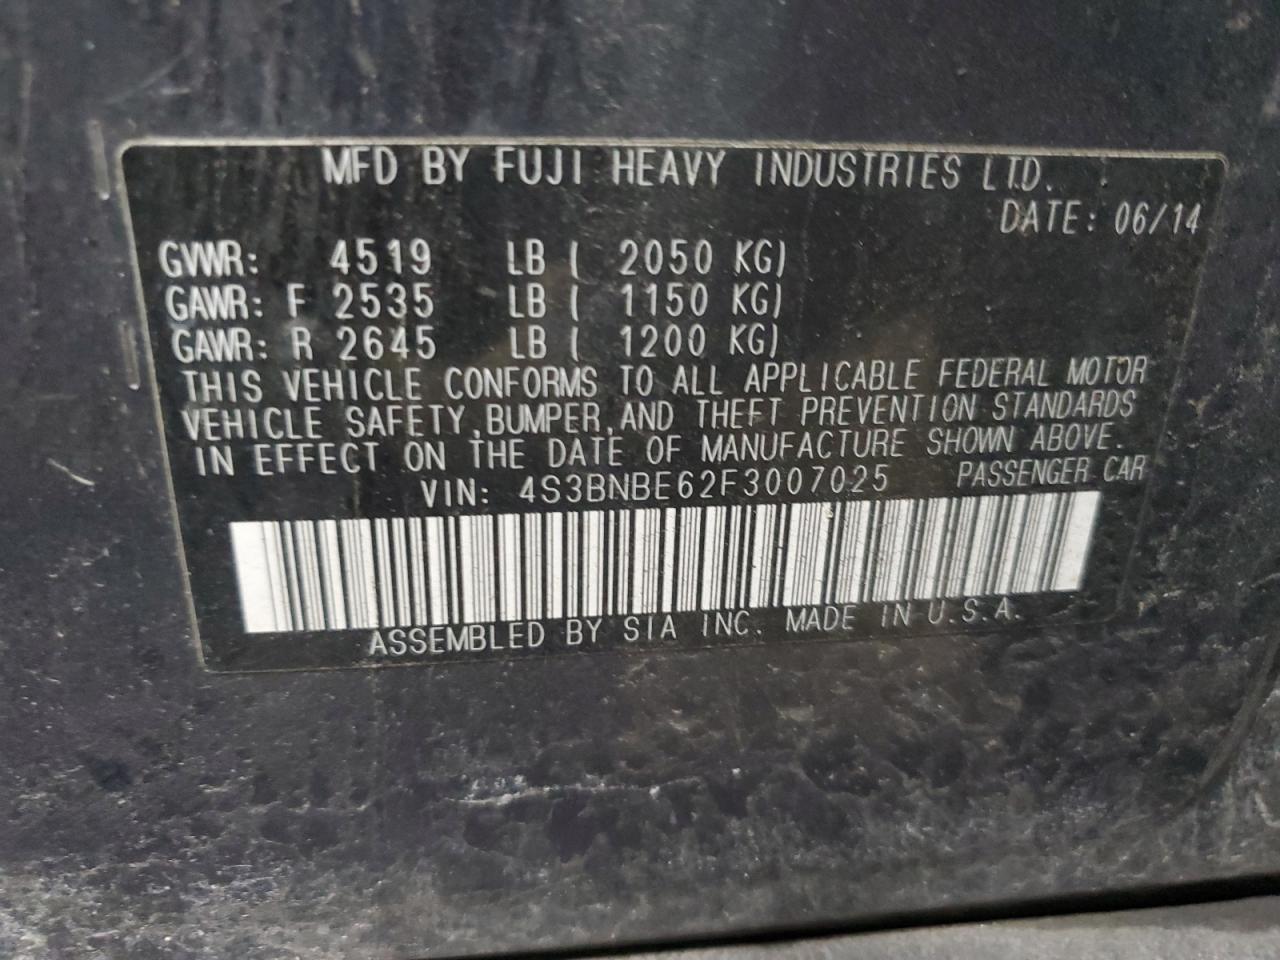 MFD BY FUJI HEAVY INDUSTRIES LTD.
DATE: 06/14
GVWR: 4519 LB ( 2050 KG)
GAWR: F 2535 LB ( 1150 KG)
GAWR: R 2645 LB ( 1200 KG)
THIS VEHICLE CONFORMS TO ALL APPLICABLE FEDERAL MOTOR
VEHICLE SAFETY, BUMPER, AND THEFT PREVENTION STANDARDS
IN EFFECT ON THE DATE OF MANUFACTURE SHOWN ABOVE.
VIN: 4S3BNBE62F3007025 PASSENGER CAR
ASSEMBLED BY SIA INC. MADE IN U.S.A.